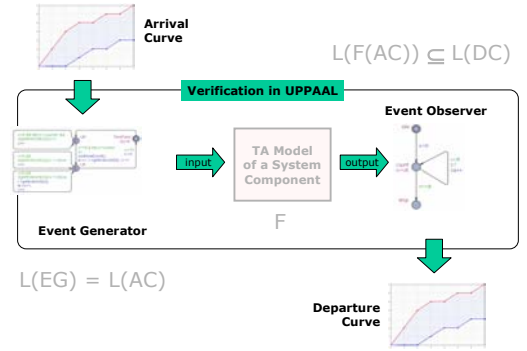 Arrival
Curve
L(F(AC)) ⊆ L(DC)
Verification in UPPAAL
Event Observer
input
TA Model
of a System
Component
output
F
Event Generator
L(EG) = L(AC)
Departure
Curve